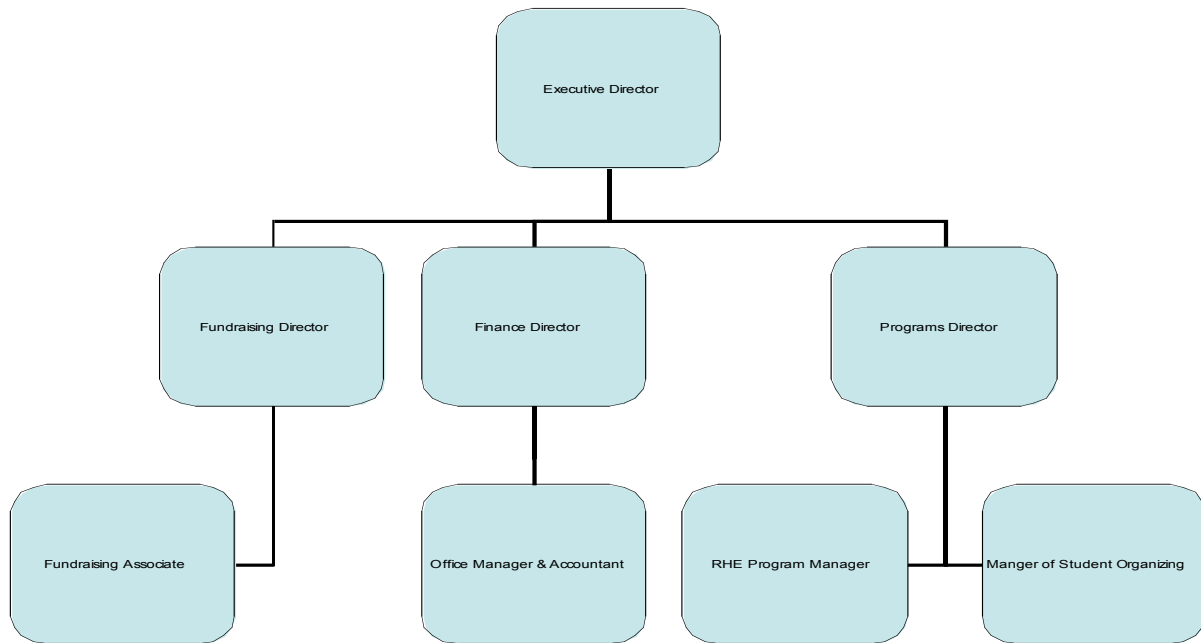 Executive Director
Fundraising Director
Finance Director
Programs Director
Fundraising Associate
Office Manager & Accountant
RHE Program Manager
Manger of Student Organizing